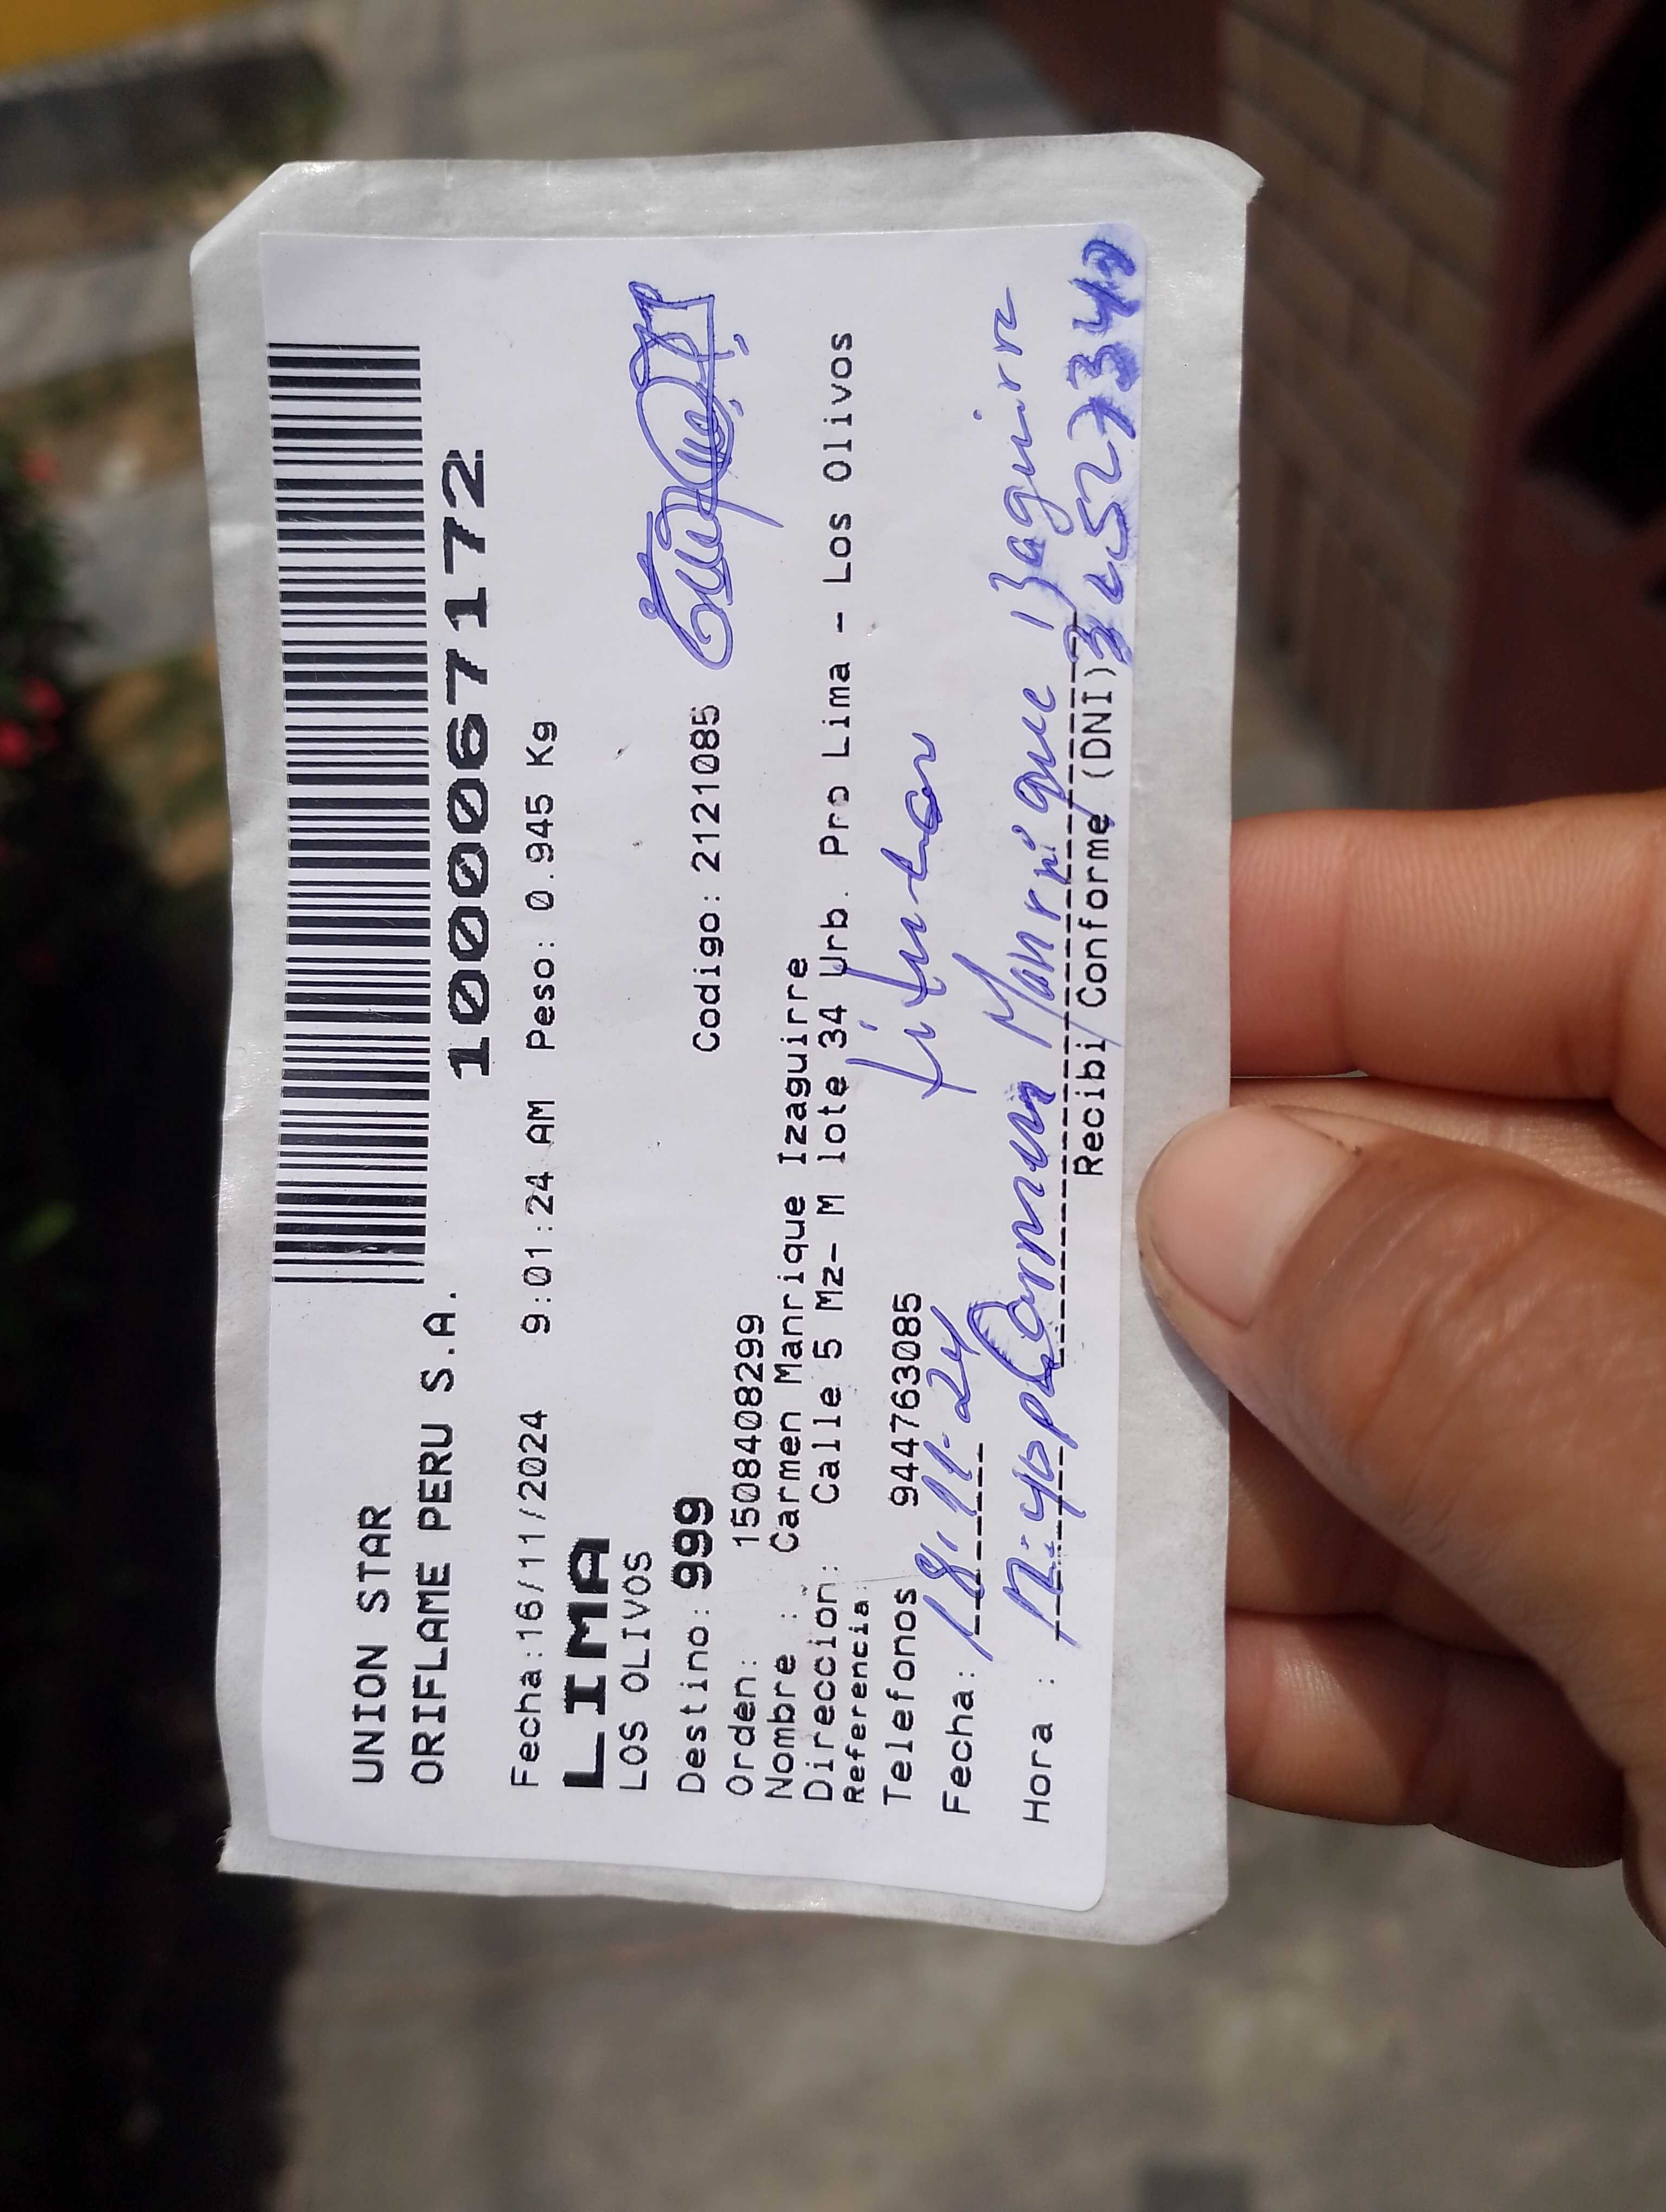 UNION STAR
ORIFLAME PERU S.A.
1000067172
Fecha:16/11/2024 9:01:24 AM Peso: 0.945 Kg
LIMA
LOS OLIVOS
Destino: 999 Codigo: 2121085
Orden: 1508408299
Nombre : Carmen Manrique Izaguirre
Direccion: Calle 5 Mz- M lote 34 Urb. Pro Lima - Los Olivos
Referencia:
Telefonos 944763085
titular
Fecha: 18.11.24
Hora : Carmen Manrique Izaguirre
Recibi Conforme (DNI)